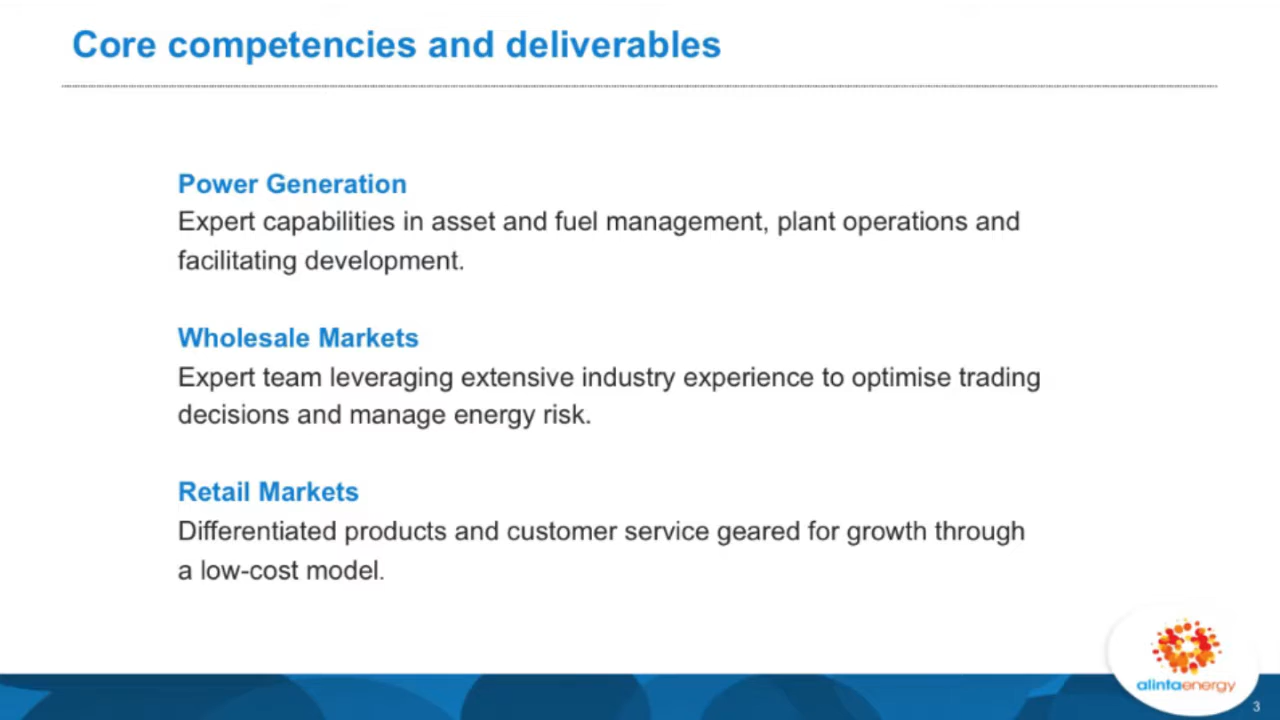 Core competencies and deliverables
Power Generation
Expert capabilities in asset and fuel management, plant operations and
facilitating development.
Wholesale Markets
Expert team leveraging extensive industry experience to optimise trading
decisions and manage energy risk.
Retail Markets
Differentiated products and customer service geared for growth through
a low-cost model.
alintaenergy
3